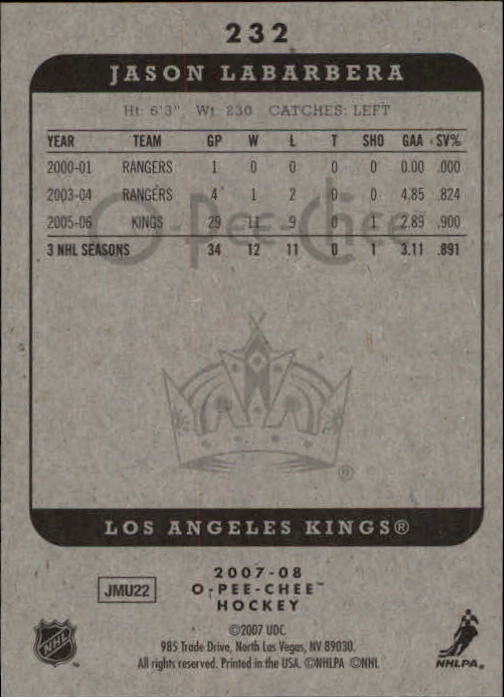 232
JASON LABARBERA
Ht: 6'3" Wt: 230 CATCHES: LEFT
YEAR TEAM GP W L T SHO GAA SV%
2000-01 RANGERS 1 0 0 0 0 0.00 .000
2003-04 RANGERS 4 1 2 0 0 4.85 .824
2005-06 KINGS 29 11 9 0 1 2.89 .900
3 NHL SEASONS 34 12 11 0 1 3.11 .891
O-Pee-Chee
®
LOS ANGELES KINGS®
2007-08
JMU22 O-PEE-CHEE™
HOCKEY
©2007 UDC
985 Trade Drive, North Las Vegas, NV 89030.
All rights reserved. Printed in the USA. ©NHLPA ©NHL
NHL
NHLPA